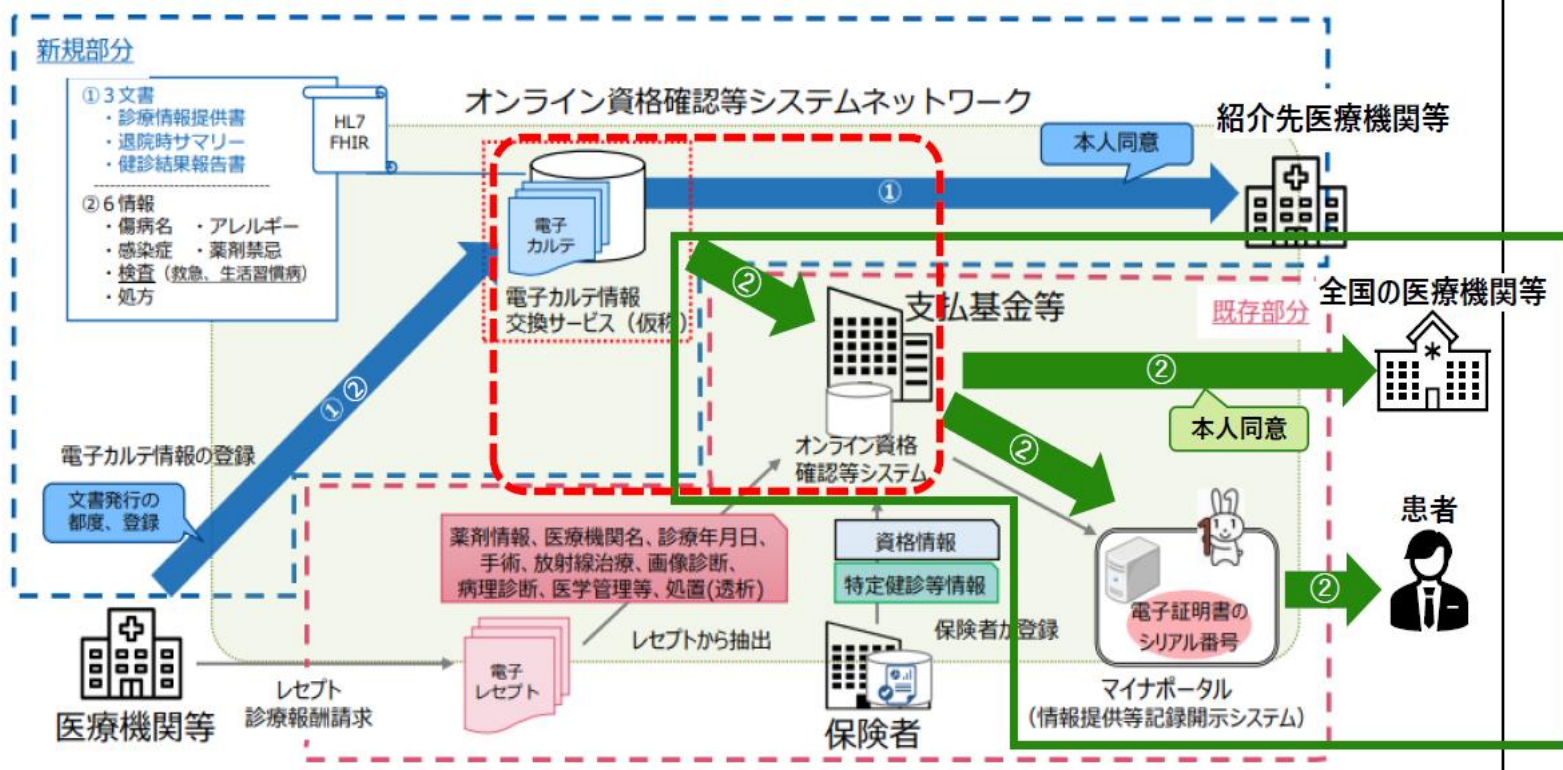 新規部分
①3文書
・診療情報提供書
・退院時サマリー
・健診結果報告書
②6情報
・傷病名 ・アレルギー
・感染症 ・薬剤禁忌
・検査（救急、生活習慣病）
・処方
HL7
FHIR
オンライン資格確認等システムネットワーク
本人同意
紹介先医療機関等
①
電子
カルテ
電子カルテ情報
交換サービス（仮称）
②
支払基金等
既存部分
全国の医療機関等
②
本人同意
①②
電子カルテ情報の登録
文書発行の
都度、登録
オンライン資格
確認等システム
②
薬剤情報、医療機関名、診療年月日、
手術、放射線治療、画像診断、
病理診断、医学管理等、処置(透析)
資格情報
特定健診等情報
患者
②
電子証明書の
シリアル番号
レセプトから抽出
保険者が登録
電子
レセプト
レセプト
診療報酬請求
医療機関等
保険者
マイナポータル
（情報提供等記録開示システム）